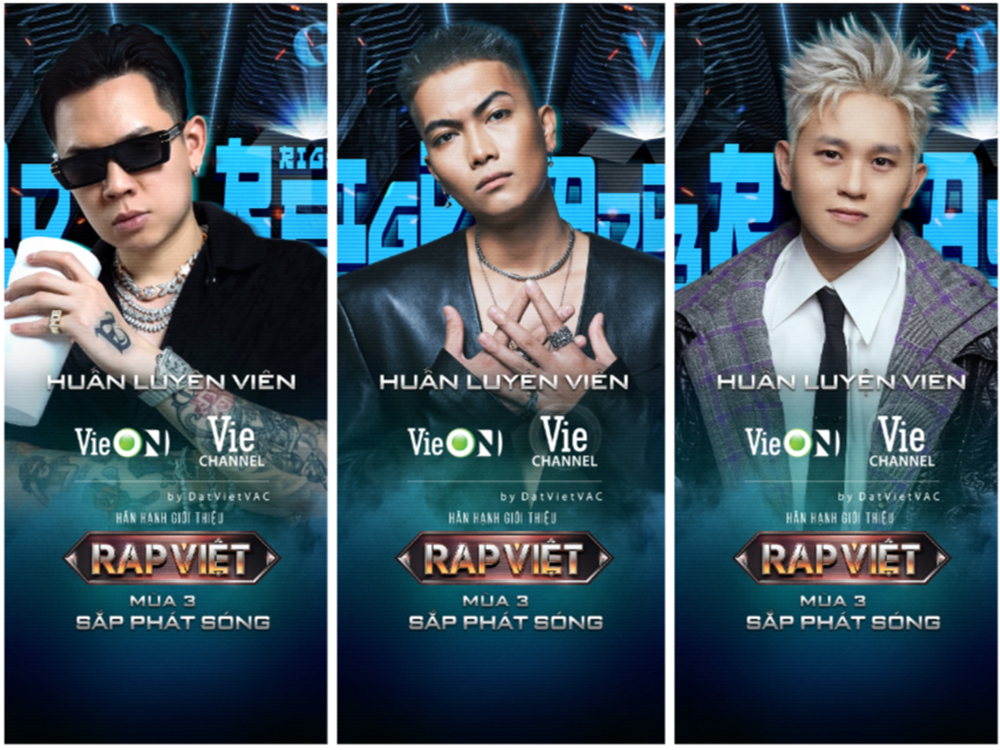 HUẤN LUYỆN VIÊN
VieON
Vie
CHANNEL
by DatVietVAC
HÂN HẠNH GIỚI THIỆU
RAP VIỆT
MÙA 3
SẮP PHÁT SÓNG
HUẤN LUYỆN VIÊN
VieON
Vie
CHANNEL
by DatVietVAC
HÂN HẠNH GIỚI THIỆU
RAP VIỆT
MÙA 3
SẮP PHÁT SÓNG
HUẤN LUYỆN VIÊN
VieON
Vie
CHANNEL
by DatVietVAC
HÂN HẠNH GIỚI THIỆU
RAP VIỆT
MÙA 3
SẮP PHÁT SÓNG